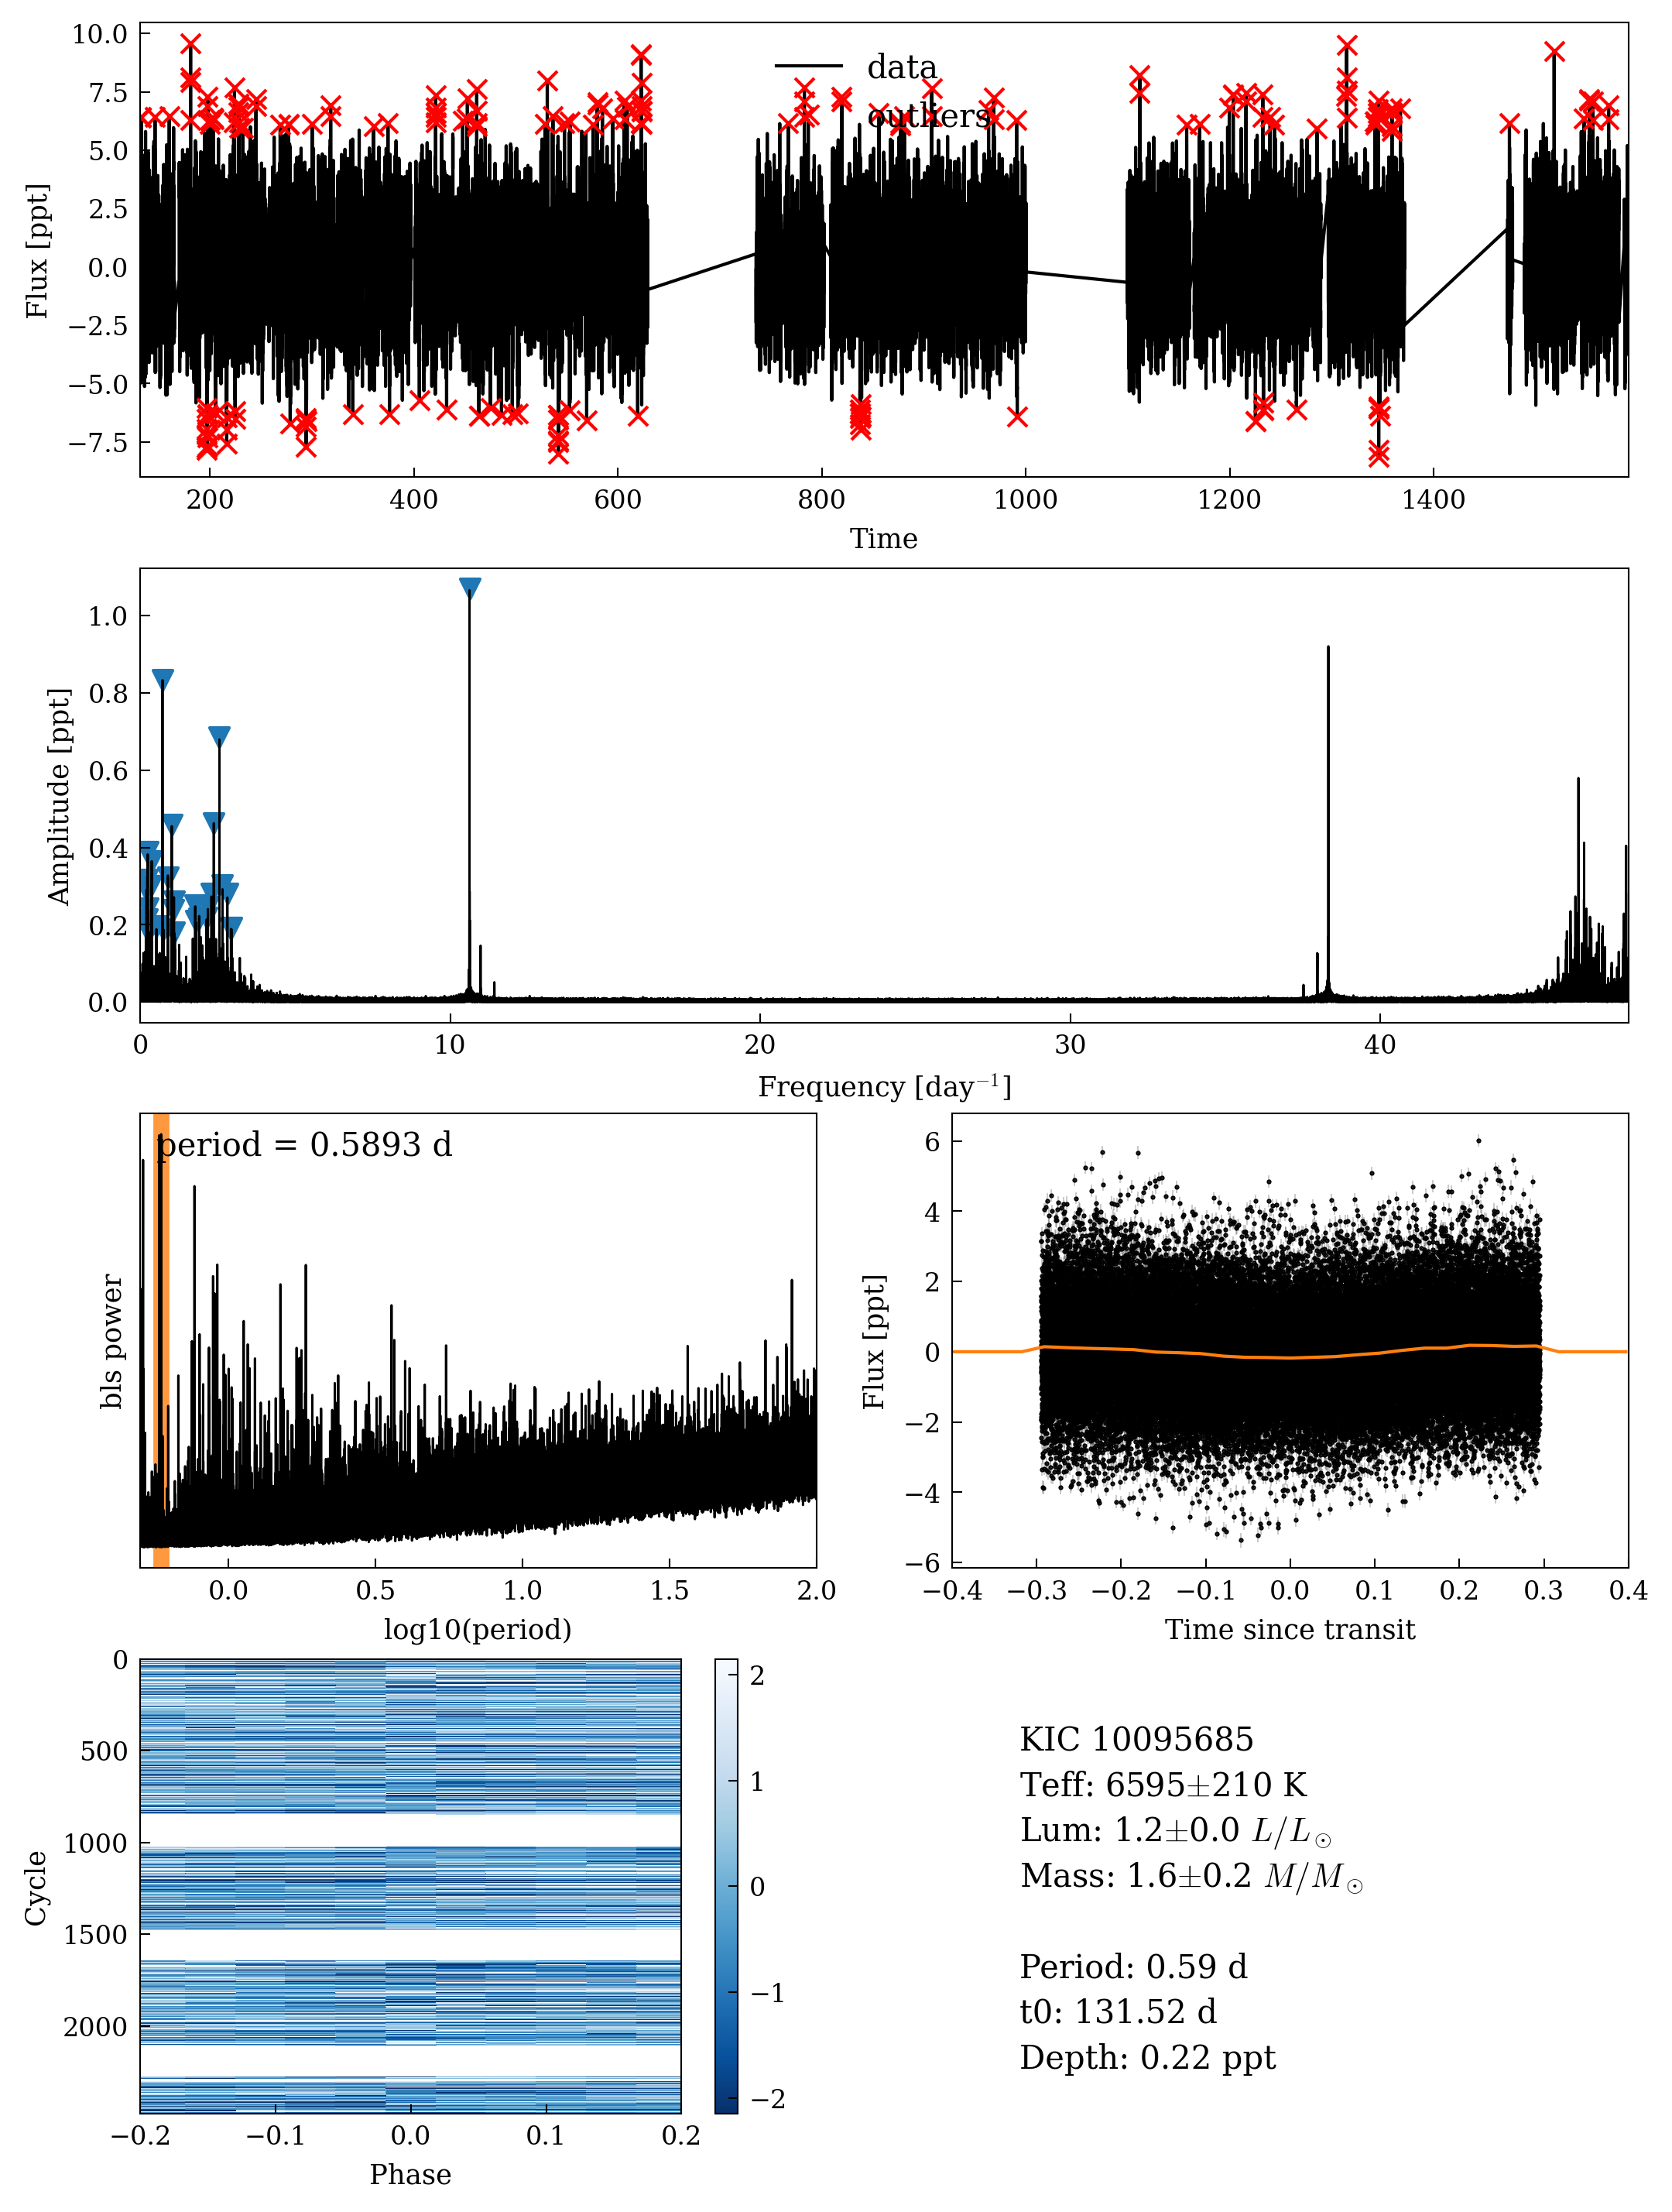 10.0
7.5
5.0
2.5
0.0
−2.5
−5.0
−7.5
Flux [ppt]
data
outliers
200 400 600 800 1000 1200 1400
Time
1.0
0.8
0.6
0.4
0.2
0.0
Amplitude [ppt]
0 10 20 30 40
Frequency [day⁻¹]
period = 0.5893 d
bls power
0.0 0.5 1.0 1.5 2.0
log10(period)
6
4
2
0
−2
−4
−6
Flux [ppt]
−0.4 −0.3 −0.2 −0.1 0.0 0.1 0.2 0.3 0.4
Time since transit
0
500
1000
1500
2000
Cycle
−0.2 −0.1 0.0 0.1 0.2
Phase
2
1
0
−1
−2
KIC 10095685
Teff: 6595±210 K
Lum: 1.2±0.0 L/L☉
Mass: 1.6±0.2 M/M☉
Period: 0.59 d
t0: 131.52 d
Depth: 0.22 ppt